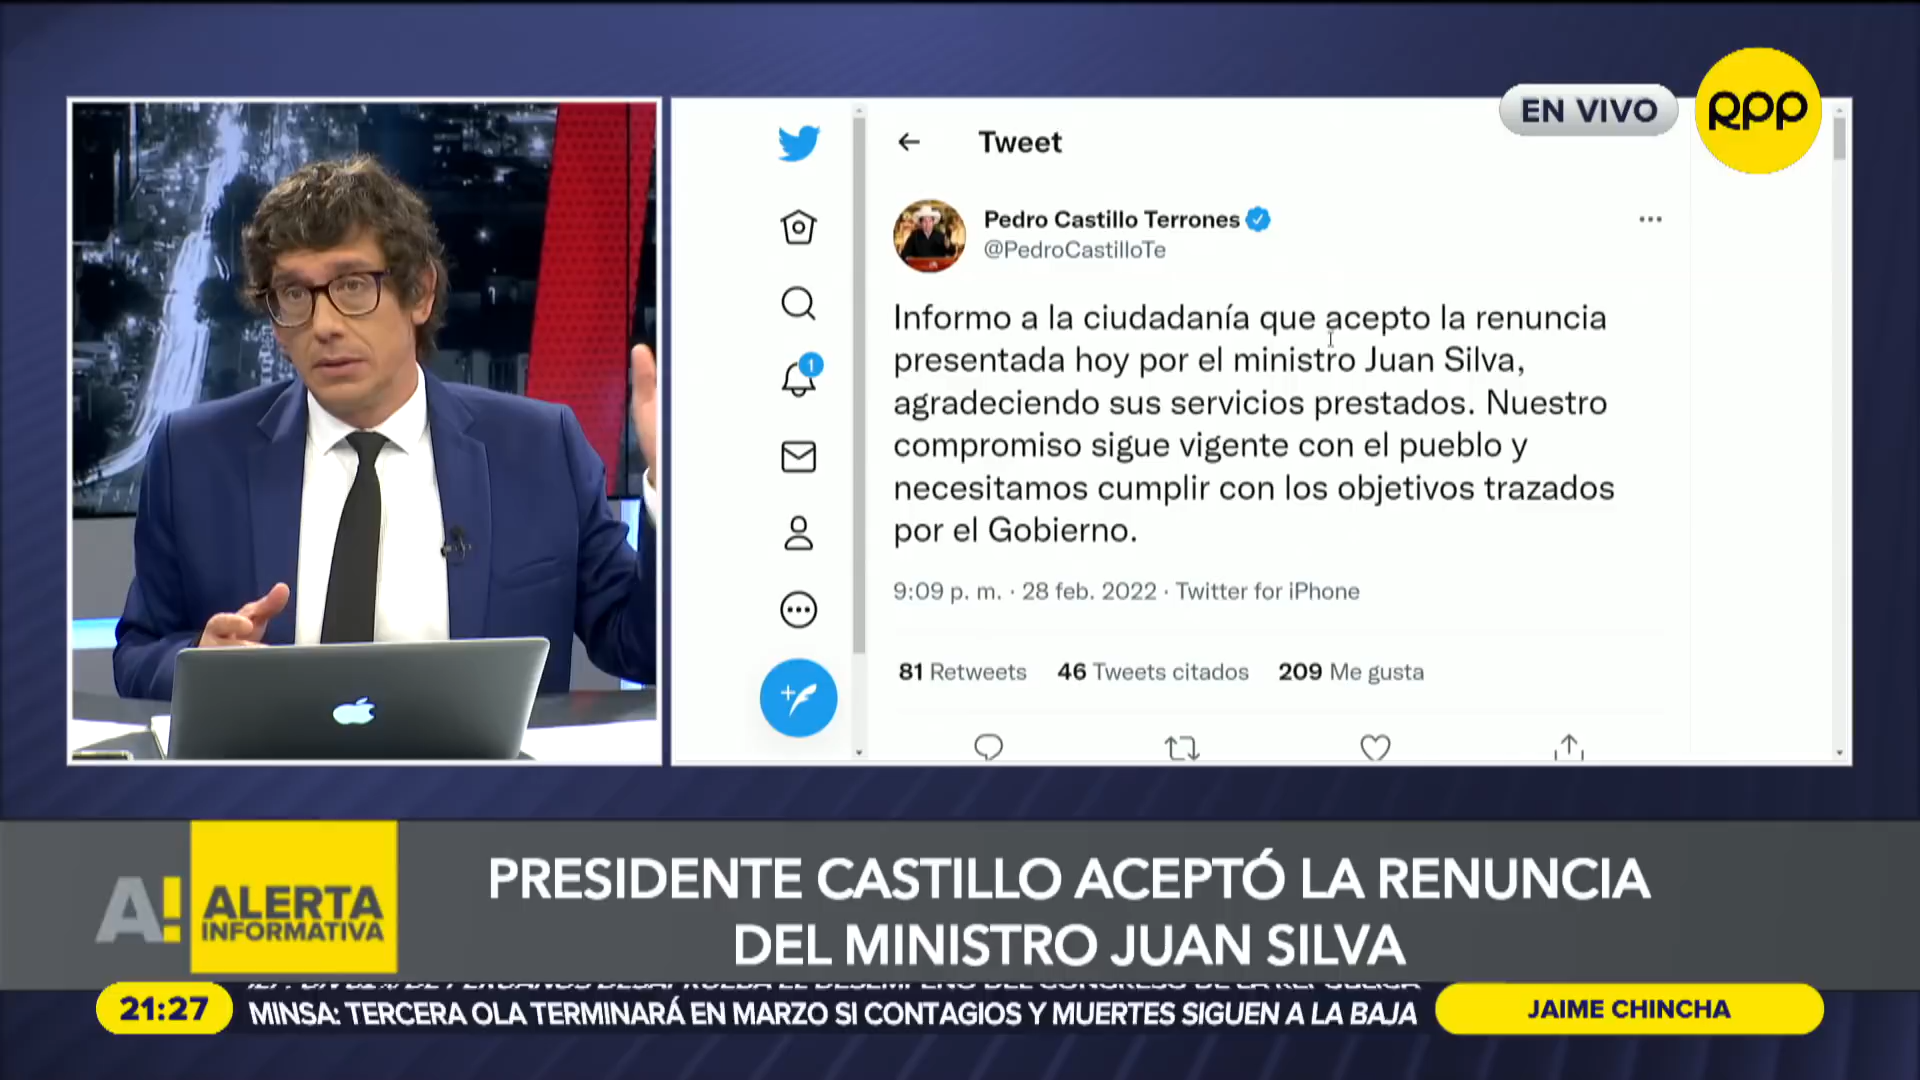 EN VIVO
rpp
Tweet
Pedro Castillo Terrones
@PedroCastilloTe
1
Informo a la ciudadanía que acepto la renuncia
presentada hoy por el ministro Juan Silva,
agradeciendo sus servicios prestados. Nuestro
compromiso sigue vigente con el pueblo y
necesitamos cumplir con los objetivos trazados
por el Gobierno.
9:09 p. m. · 28 feb. 2022 · Twitter for iPhone
81 Retweets 46 Tweets citados 209 Me gusta
A! ALERTA
INFORMATIVA
PRESIDENTE CASTILLO ACEPTÓ LA RENUNCIA
DEL MINISTRO JUAN SILVA
21:27
MINSA: TERCERA OLA TERMINARÁ EN MARZO SI CONTAGIOS Y MUERTES SIGUEN A LA BAJA
JAIME CHINCHA